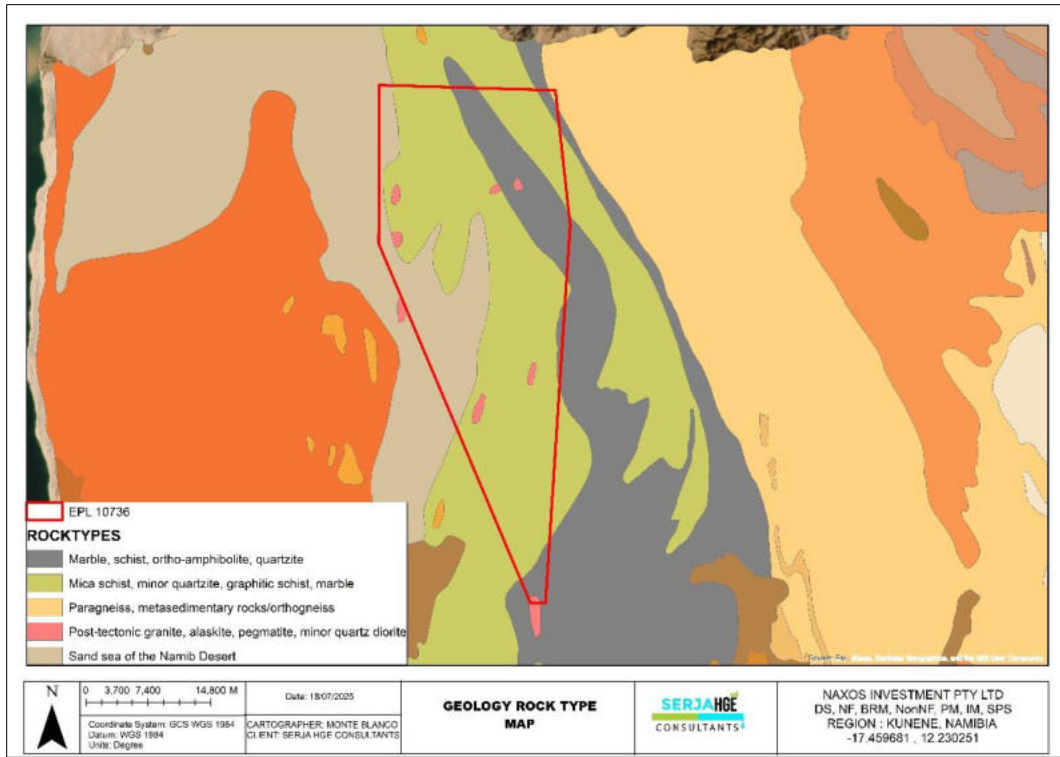 EPL 10736
ROCKTYPES
Marble, schist, ortho-amphibolite, quartzite
Mica schist, minor quartzite, graphitic schist, marble
Paragneiss, metasedimentary rocks/orthogneiss
Post-tectonic granite, alaskite, pegmatite, minor quartz diorite
Sand sea of the Namib Desert
N
0 3,700 7,400 14,800 M
Coordinate System: GCS WGS 1984
Datum: WGS 1984
Units: Degree
Date: 18/07/2025
CARTOGRAPHER: MONTE BLANCO
CLIENT: SERJA HGE CONSULTANTS
GEOLOGY ROCK TYPE
MAP
SERJAHGE
CONSULTANTS
NAXOS INVESTMENT PTY LTD
DS, NF, BRM, NonNF, PM, IM, SPS
REGION : KUNENE, NAMIBIA
-17.459681 , 12.230251